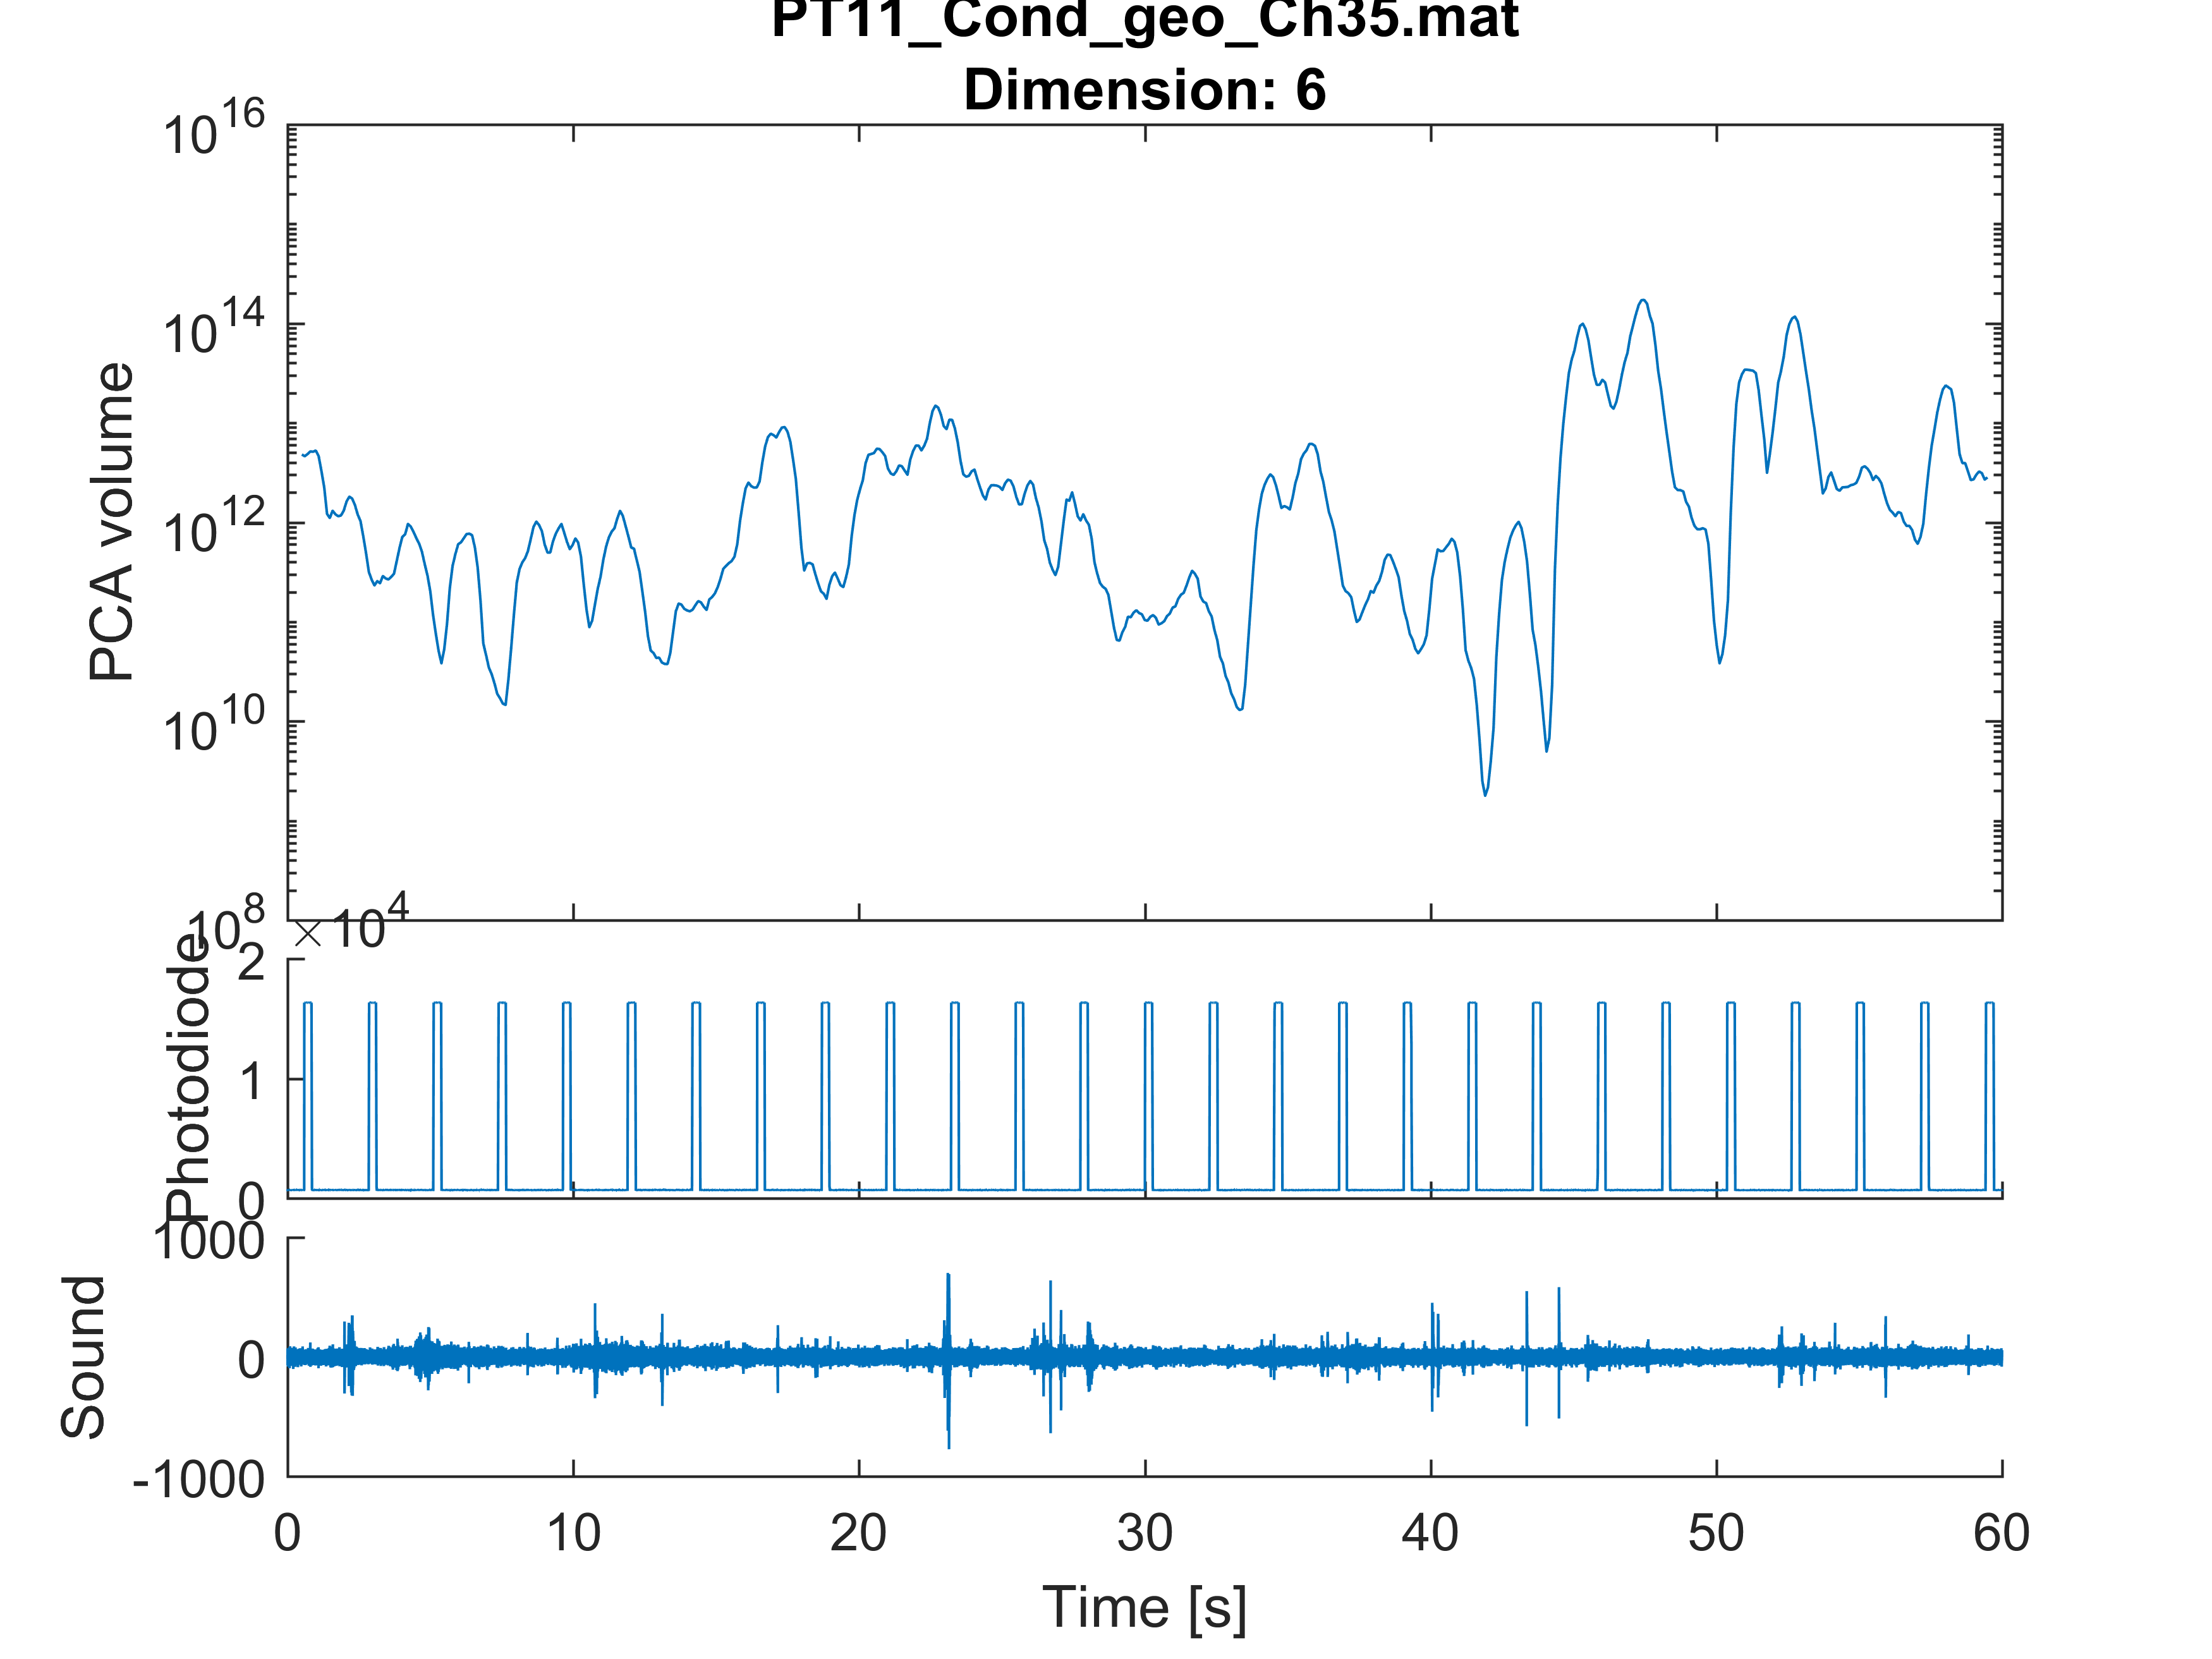 PT11_Cond_geo_Ch35.mat
Dimension: 6
10^16
10^14
10^12
10^10
10^8
PCA volume
× 10^4
2
1
0
Photodiode
1000
0
-1000
Sound
0 10 20 30 40 50 60
Time [s]